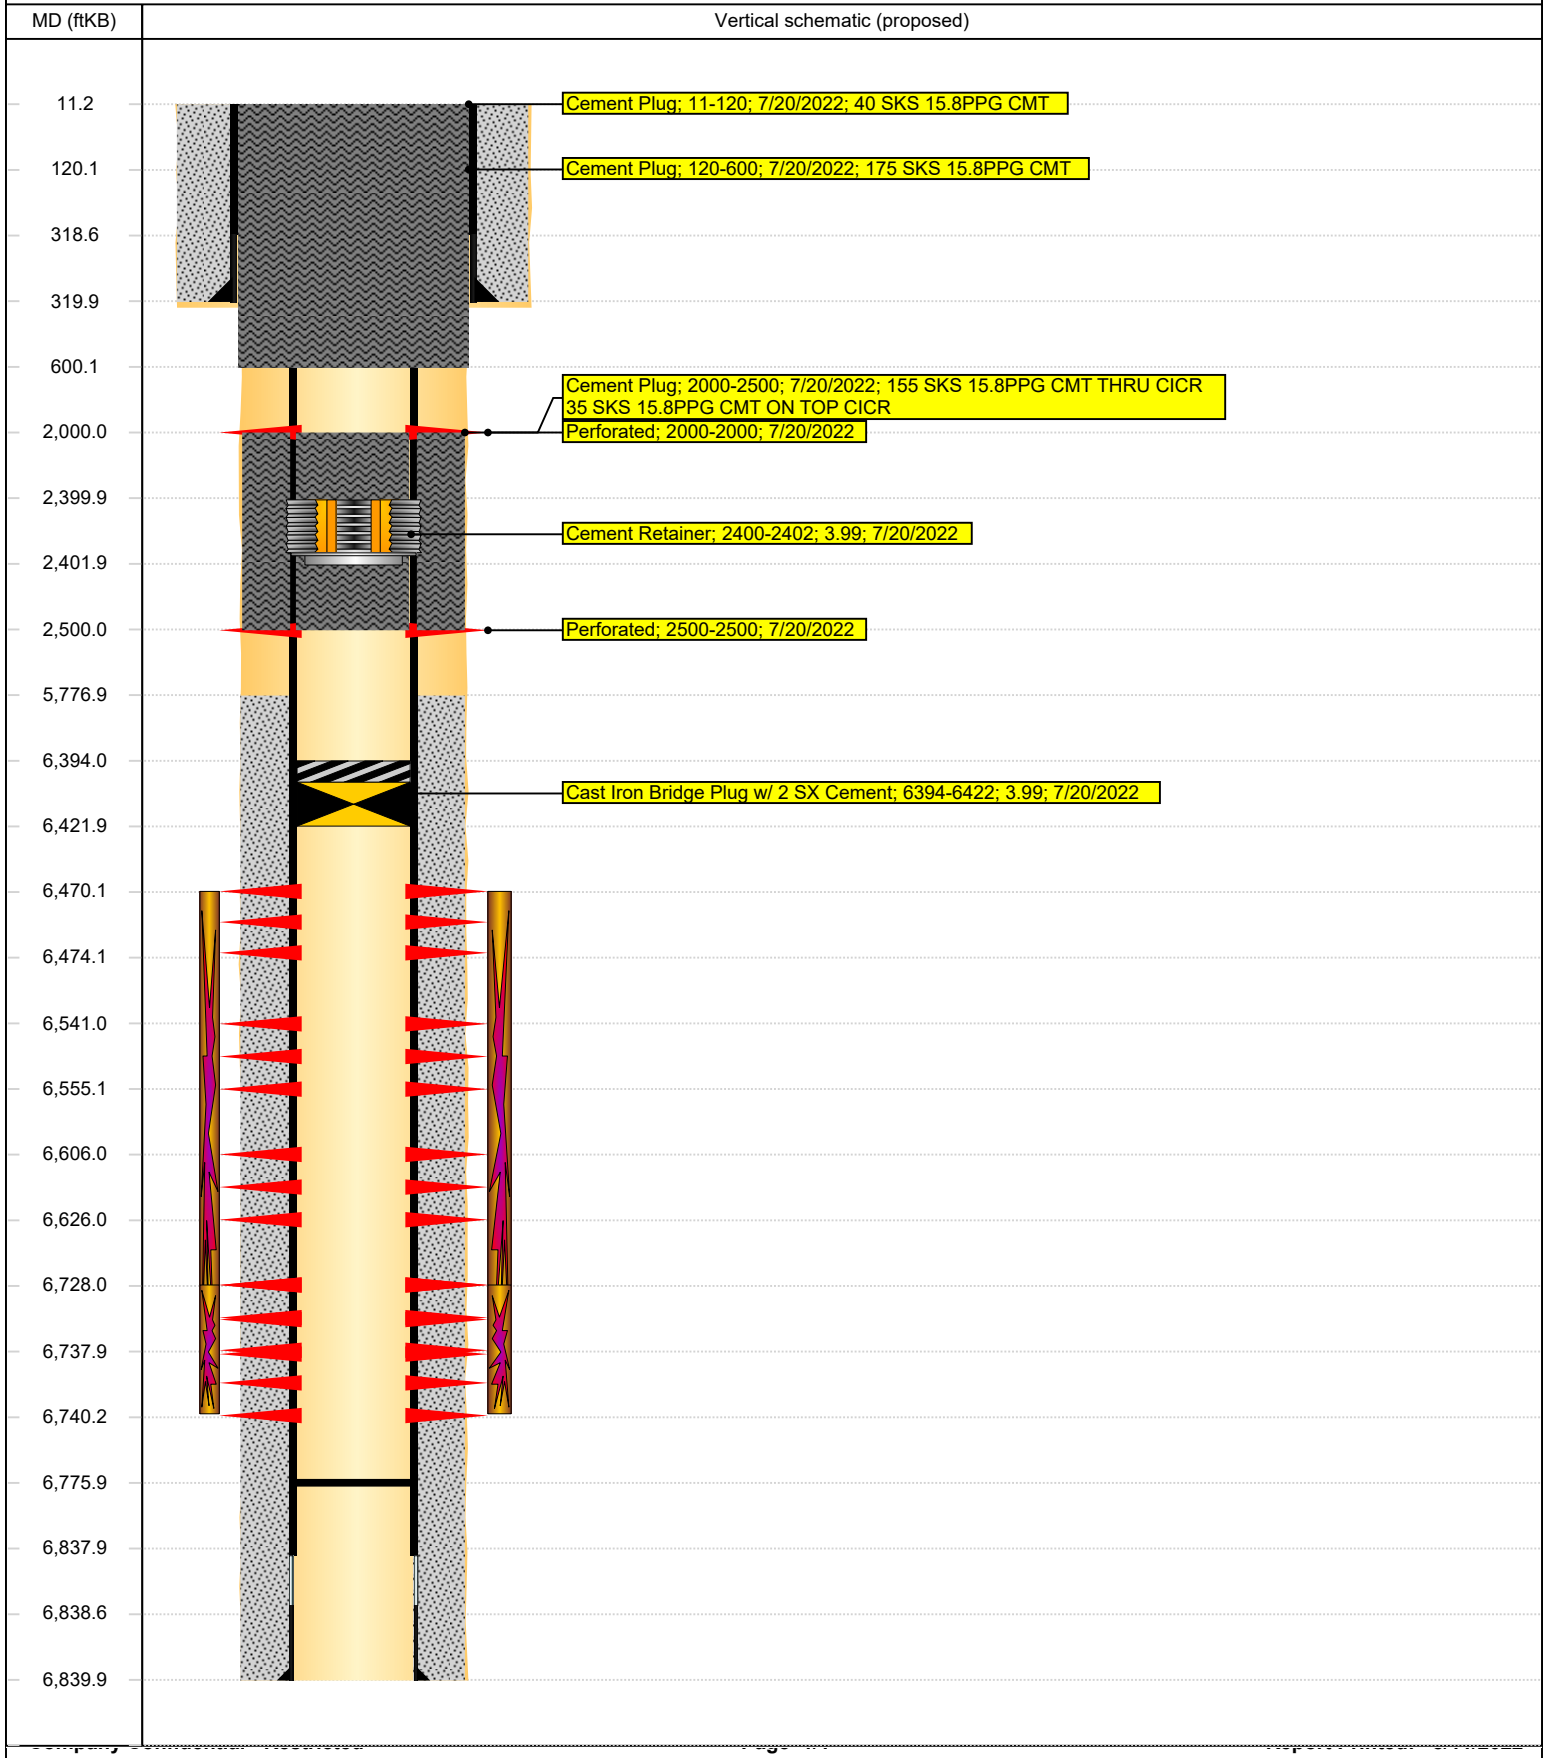 MD (ftKB)
Vertical schematic (proposed)
11.2
Cement Plug; 11-120; 7/20/2022; 40 SKS 15.8PPG CMT
120.1
Cement Plug; 120-600; 7/20/2022; 175 SKS 15.8PPG CMT
318.6
319.9
600.1
Cement Plug; 2000-2500; 7/20/2022; 155 SKS 15.8PPG CMT THRU CICR
35 SKS 15.8PPG CMT ON TOP CICR
2,000.0
Perforated; 2000-2000; 7/20/2022
2,399.9
Cement Retainer; 2400-2402; 3.99; 7/20/2022
2,401.9
2,500.0
Perforated; 2500-2500; 7/20/2022
5,776.9
6,394.0
Cast Iron Bridge Plug w/ 2 SX Cement; 6394-6422; 3.99; 7/20/2022
6,421.9
6,470.1
6,474.1
6,541.0
6,555.1
6,606.0
6,626.0
6,728.0
6,737.9
6,740.2
6,775.9
6,837.9
6,838.6
6,839.9